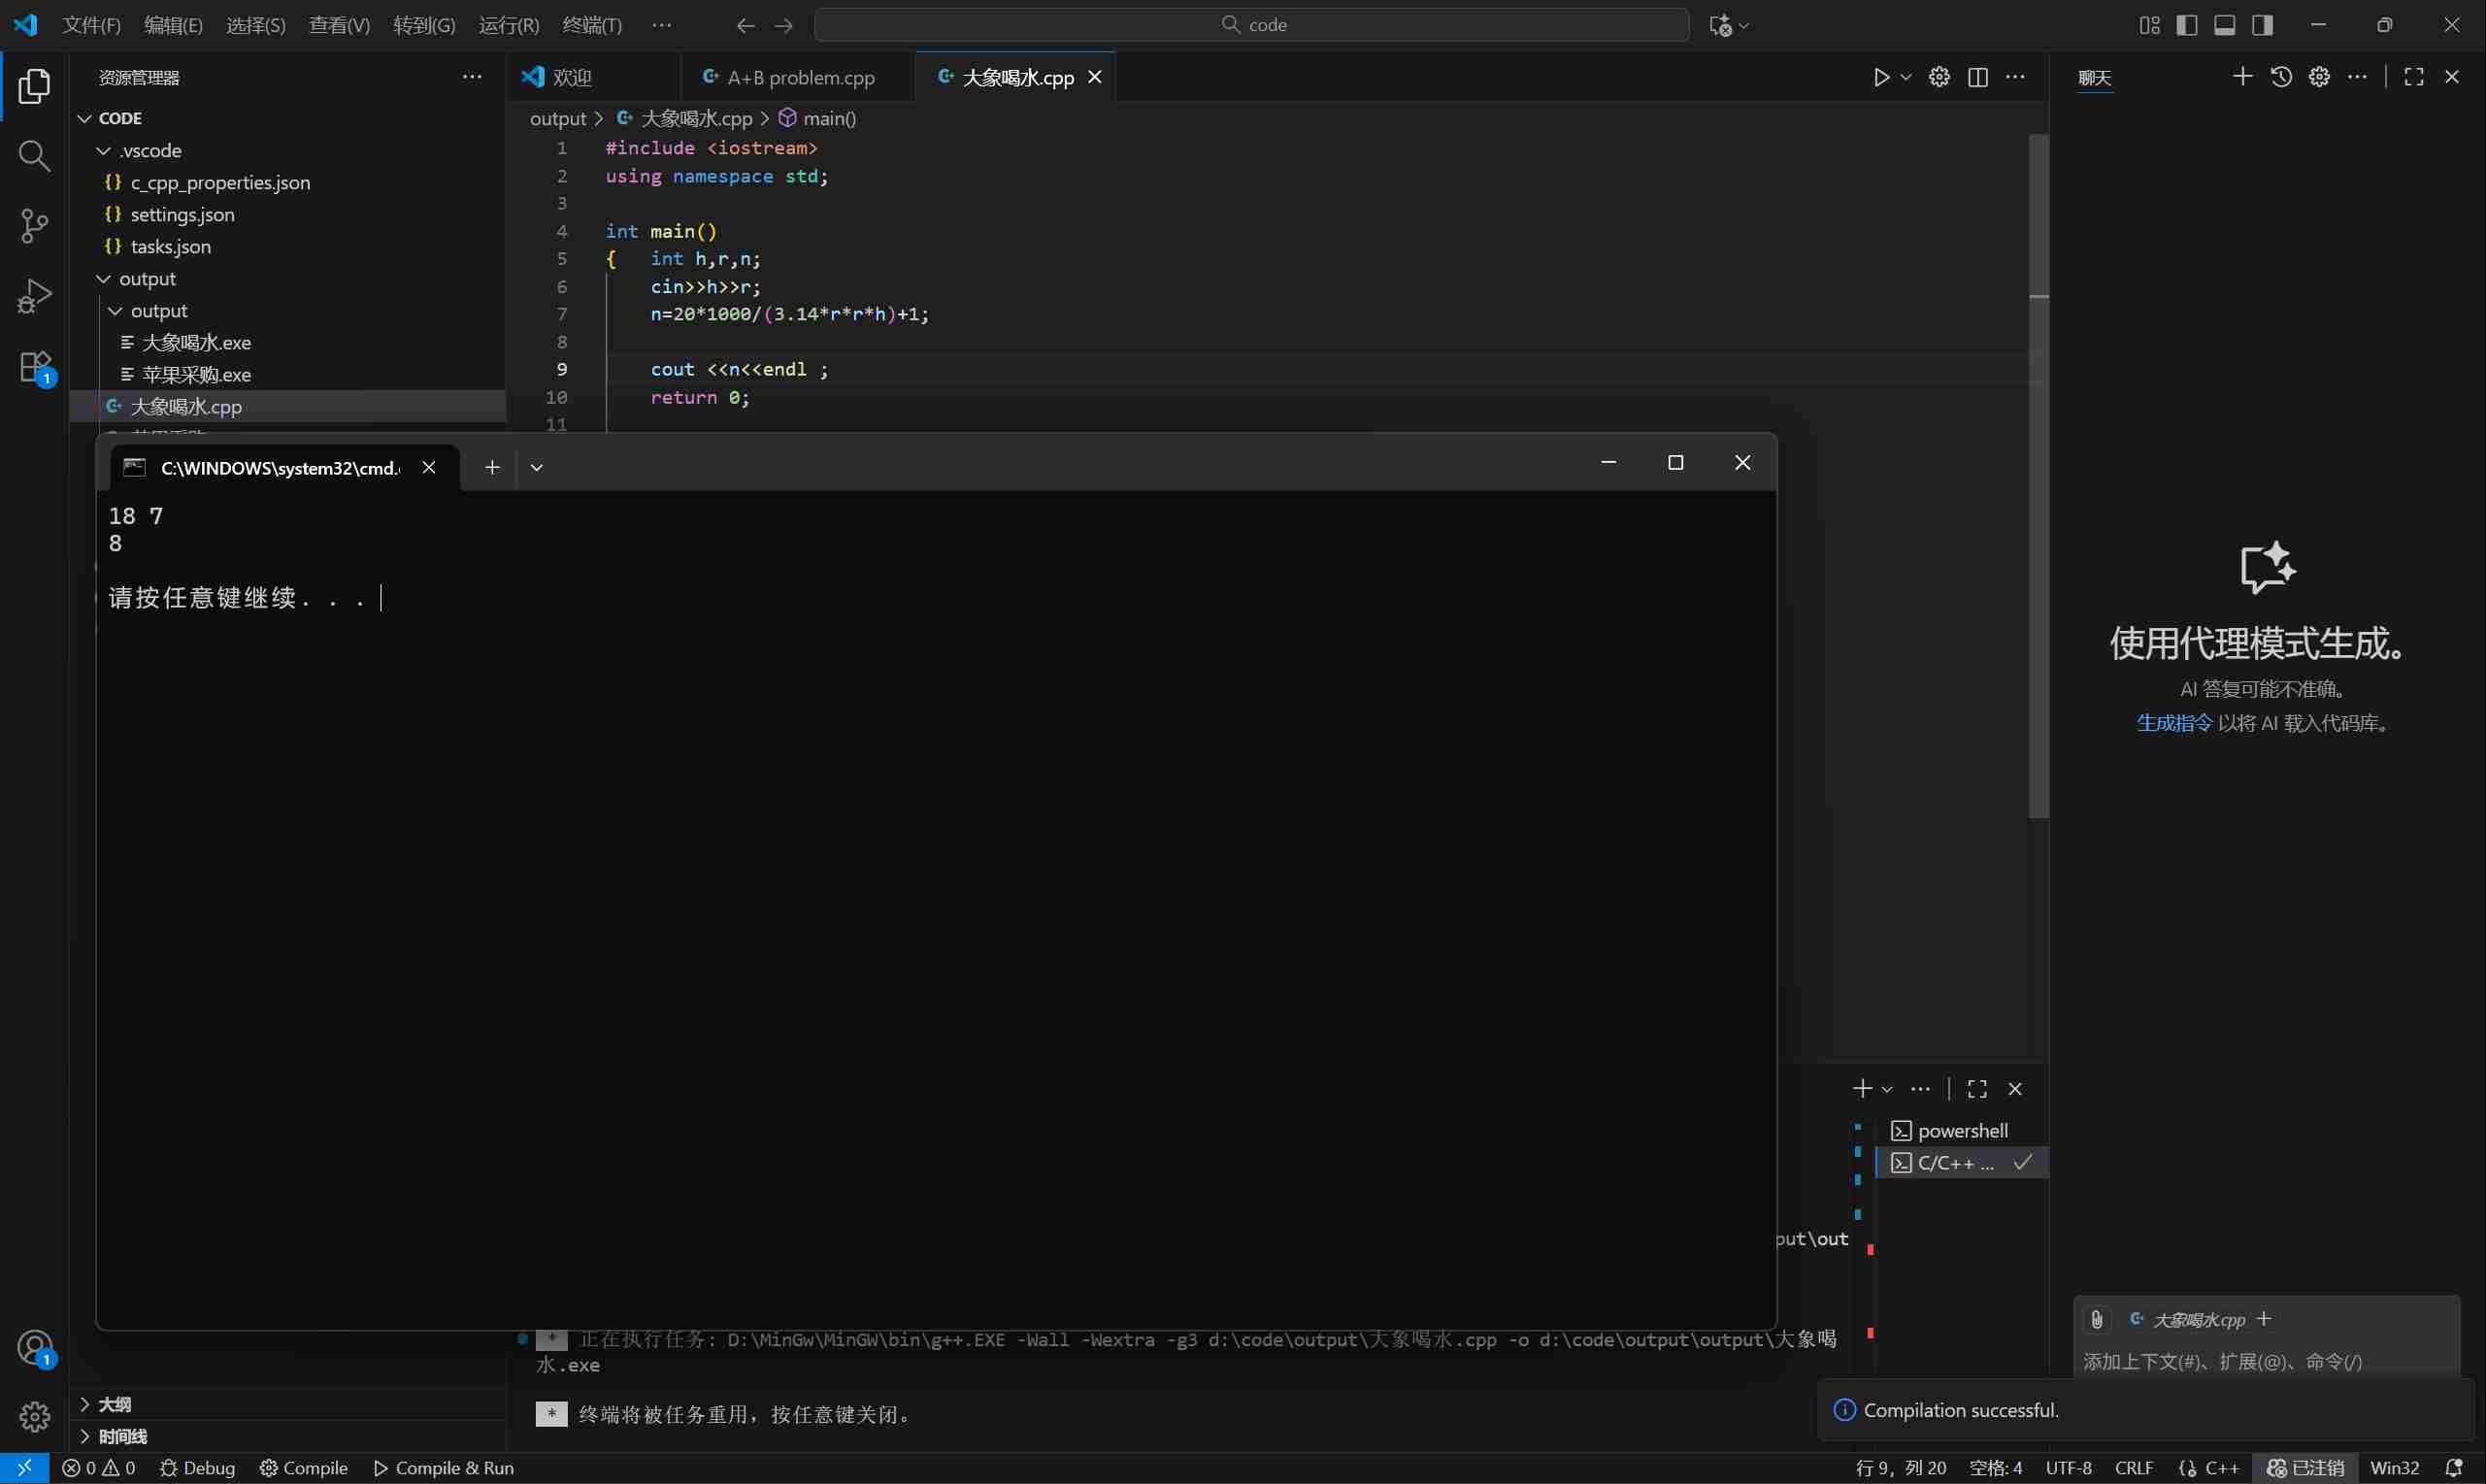 文件(F) 编辑(E) 选择(S) 查看(V) 转到(G) 运行(R) 终端(T) ··· code
资源管理器 ···
CODE
.vscode
{} c_cpp_properties.json
{} settings.json
{} tasks.json
output
output
大象喝水.exe
苹果采购.exe
大象喝水.cpp
大纲
时间线
欢迎 A+B problem.cpp 大象喝水.cpp
output > 大象喝水.cpp > main()
1 #include <iostream>
2 using namespace std;
3
4 int main()
5 { int h,r,n;
6 cin>>h>>r;
7 n=20*1000/(3.14*r*r*h)+1;
8
9 cout <<n<<endl ;
10 return 0;
11
C:\WINDOWS\system32\cmd.
18 7
8
请按任意键继续. . .
powershell
C/C++ ...
put\out
* 正在执行任务: D:\MinGw\MinGW\bin\g++.EXE -Wall -Wextra -g3 d:\code\output\大象喝水.cpp -o d:\code\output\output\大象喝
水.exe
* 终端将被任务重用，按任意键关闭。
聊天
使用代理模式生成。
AI 答复可能不准确。
生成指令 以将 AI 载入代码库。
大象喝水.cpp
添加上下文(#)、扩展(@)、命令(/)
Compilation successful.
1
1
0 0 Debug Compile Compile & Run
行 9，列 20 空格: 4 UTF-8 CRLF {} C++ 已注销 Win32